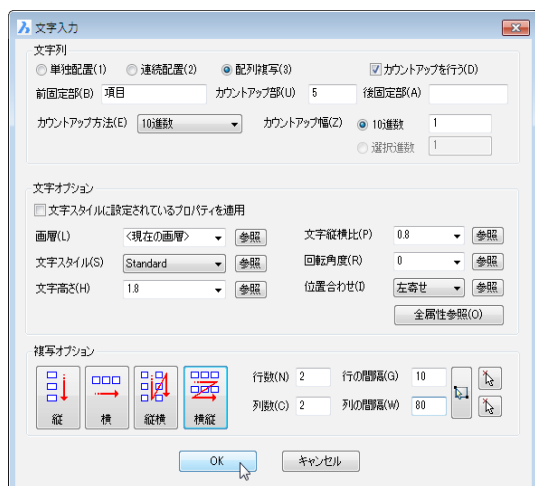 文字入力
文字列
単独配置(1) 連続配置(2) 配列複写(3) カウントアップを行う(D)
前固定部(B) 項目 カウントアップ部(U) 5 後固定部(A)
カウントアップ方法(E) 10進数 カウントアップ幅(Z) 10進数 1
選択進数 1
文字オプション
文字スタイルに設定されているプロパティを適用
画層(L) <現在の画層> 参照 文字縦横比(P) 0.8 参照
文字スタイル(S) Standard 参照 回転角度(R) 0 参照
文字高さ(H) 1.8 参照 位置合わせ(I) 左寄せ 参照
全属性参照(O)
複写オプション
行数(N) 2 行の間隔(G) 10
列数(C) 2 列の間隔(W) 80
縦 横 縦横 横縦
OK キャンセル